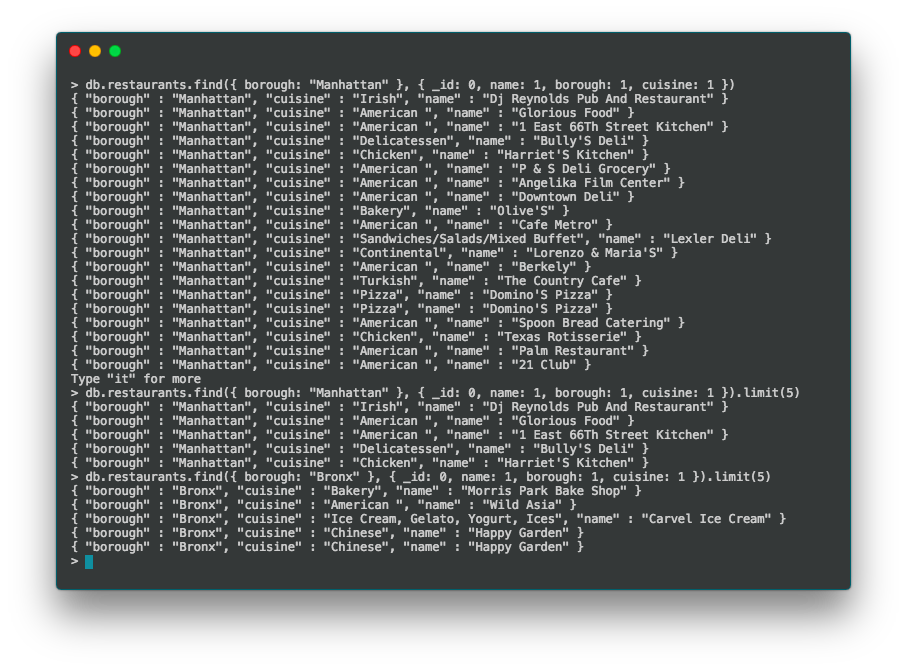 > db.restaurants.find({ borough: "Manhattan" }, { _id: 0, name: 1, borough: 1, cuisine: 1 })
{ "borough" : "Manhattan", "cuisine" : "Irish", "name" : "Dj Reynolds Pub And Restaurant" }
{ "borough" : "Manhattan", "cuisine" : "American ", "name" : "Glorious Food" }
{ "borough" : "Manhattan", "cuisine" : "American ", "name" : "1 East 66Th Street Kitchen" }
{ "borough" : "Manhattan", "cuisine" : "Delicatessen", "name" : "Bully'S Deli" }
{ "borough" : "Manhattan", "cuisine" : "Chicken", "name" : "Harriet'S Kitchen" }
{ "borough" : "Manhattan", "cuisine" : "American ", "name" : "P & S Deli Grocery" }
{ "borough" : "Manhattan", "cuisine" : "American ", "name" : "Angelika Film Center" }
{ "borough" : "Manhattan", "cuisine" : "American ", "name" : "Downtown Deli" }
{ "borough" : "Manhattan", "cuisine" : "Bakery", "name" : "Olive'S" }
{ "borough" : "Manhattan", "cuisine" : "American ", "name" : "Cafe Metro" }
{ "borough" : "Manhattan", "cuisine" : "Sandwiches/Salads/Mixed Buffet", "name" : "Lexler Deli" }
{ "borough" : "Manhattan", "cuisine" : "Continental", "name" : "Lorenzo & Maria'S" }
{ "borough" : "Manhattan", "cuisine" : "American ", "name" : "Berkely" }
{ "borough" : "Manhattan", "cuisine" : "Turkish", "name" : "The Country Cafe" }
{ "borough" : "Manhattan", "cuisine" : "Pizza", "name" : "Domino'S Pizza" }
{ "borough" : "Manhattan", "cuisine" : "Pizza", "name" : "Domino'S Pizza" }
{ "borough" : "Manhattan", "cuisine" : "American ", "name" : "Spoon Bread Catering" }
{ "borough" : "Manhattan", "cuisine" : "Chicken", "name" : "Texas Rotisserie" }
{ "borough" : "Manhattan", "cuisine" : "American ", "name" : "Palm Restaurant" }
{ "borough" : "Manhattan", "cuisine" : "American ", "name" : "21 Club" }
Type "it" for more
> db.restaurants.find({ borough: "Manhattan" }, { _id: 0, name: 1, borough: 1, cuisine: 1 }).limit(5)
{ "borough" : "Manhattan", "cuisine" : "Irish", "name" : "Dj Reynolds Pub And Restaurant" }
{ "borough" : "Manhattan", "cuisine" : "American ", "name" : "Glorious Food" }
{ "borough" : "Manhattan", "cuisine" : "American ", "name" : "1 East 66Th Street Kitchen" }
{ "borough" : "Manhattan", "cuisine" : "Delicatessen", "name" : "Bully'S Deli" }
{ "borough" : "Manhattan", "cuisine" : "Chicken", "name" : "Harriet'S Kitchen" }
> db.restaurants.find({ borough: "Bronx" }, { _id: 0, name: 1, borough: 1, cuisine: 1 }).limit(5)
{ "borough" : "Bronx", "cuisine" : "Bakery", "name" : "Morris Park Bake Shop" }
{ "borough" : "Bronx", "cuisine" : "American ", "name" : "Wild Asia" }
{ "borough" : "Bronx", "cuisine" : "Ice Cream, Gelato, Yogurt, Ices", "name" : "Carvel Ice Cream" }
{ "borough" : "Bronx", "cuisine" : "Chinese", "name" : "Happy Garden" }
{ "borough" : "Bronx", "cuisine" : "Chinese", "name" : "Happy Garden" }
>